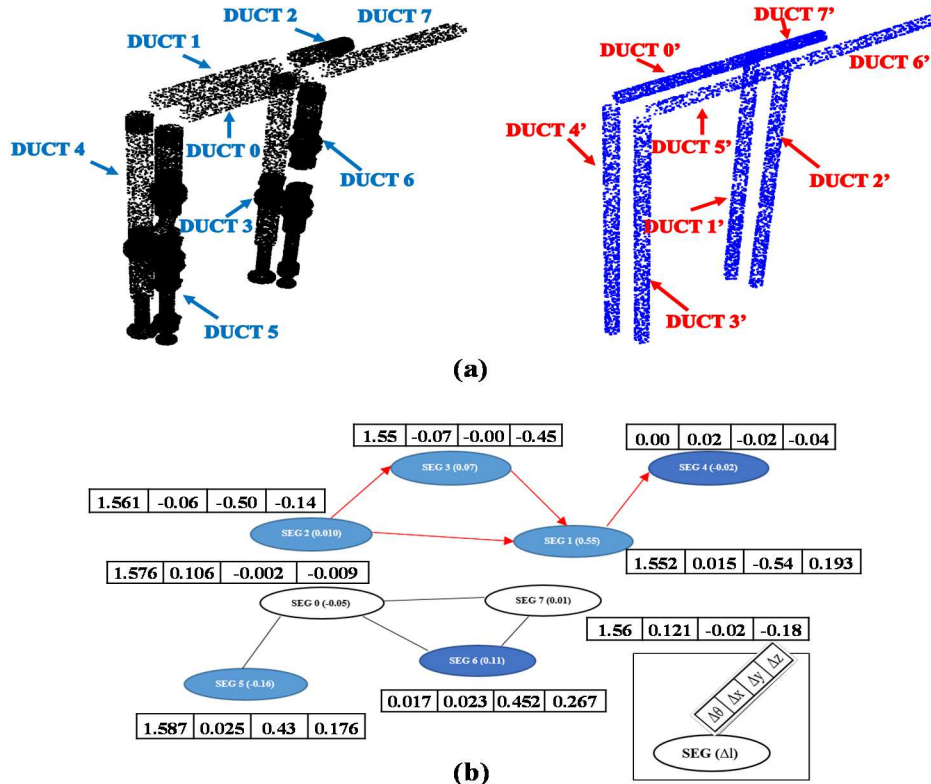 DUCT 2
DUCT 7
DUCT 1
DUCT 4
DUCT 0
DUCT 6
DUCT 3
DUCT 5
DUCT 7’
DUCT 0’
DUCT 6’
DUCT 4’
DUCT 5’
DUCT 2’
DUCT 1’
DUCT 3’
(a)
1.55 -0.07 -0.00 -0.45
0.00 0.02 -0.02 -0.04
SEG 3 (0.07)
SEG 4 (-0.02)
1.561 -0.06 -0.50 -0.14
SEG 2 (0.010)
SEG 1 (0.55)
1.552 0.015 -0.54 0.193
1.576 0.106 -0.002 -0.009
SEG 0 (-0.05)
SEG 7 (0.01)
1.56 0.121 -0.02 -0.18
SEG 6 (0.11)
SEG 5 (-0.16)
0.017 0.023 0.452 0.267
1.587 0.025 0.43 0.176
Δθ Δx Δy Δz
SEG (Δl)
(b)